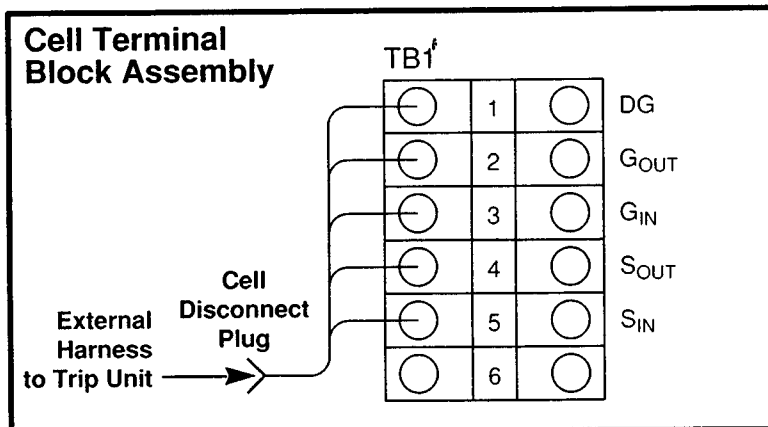 Cell Terminal
Block Assembly
TB1
1 DG
2 GOUT
3 GIN
4 SOUT
5 SIN
6
Cell
Disconnect
Plug
External
Harness
to Trip Unit